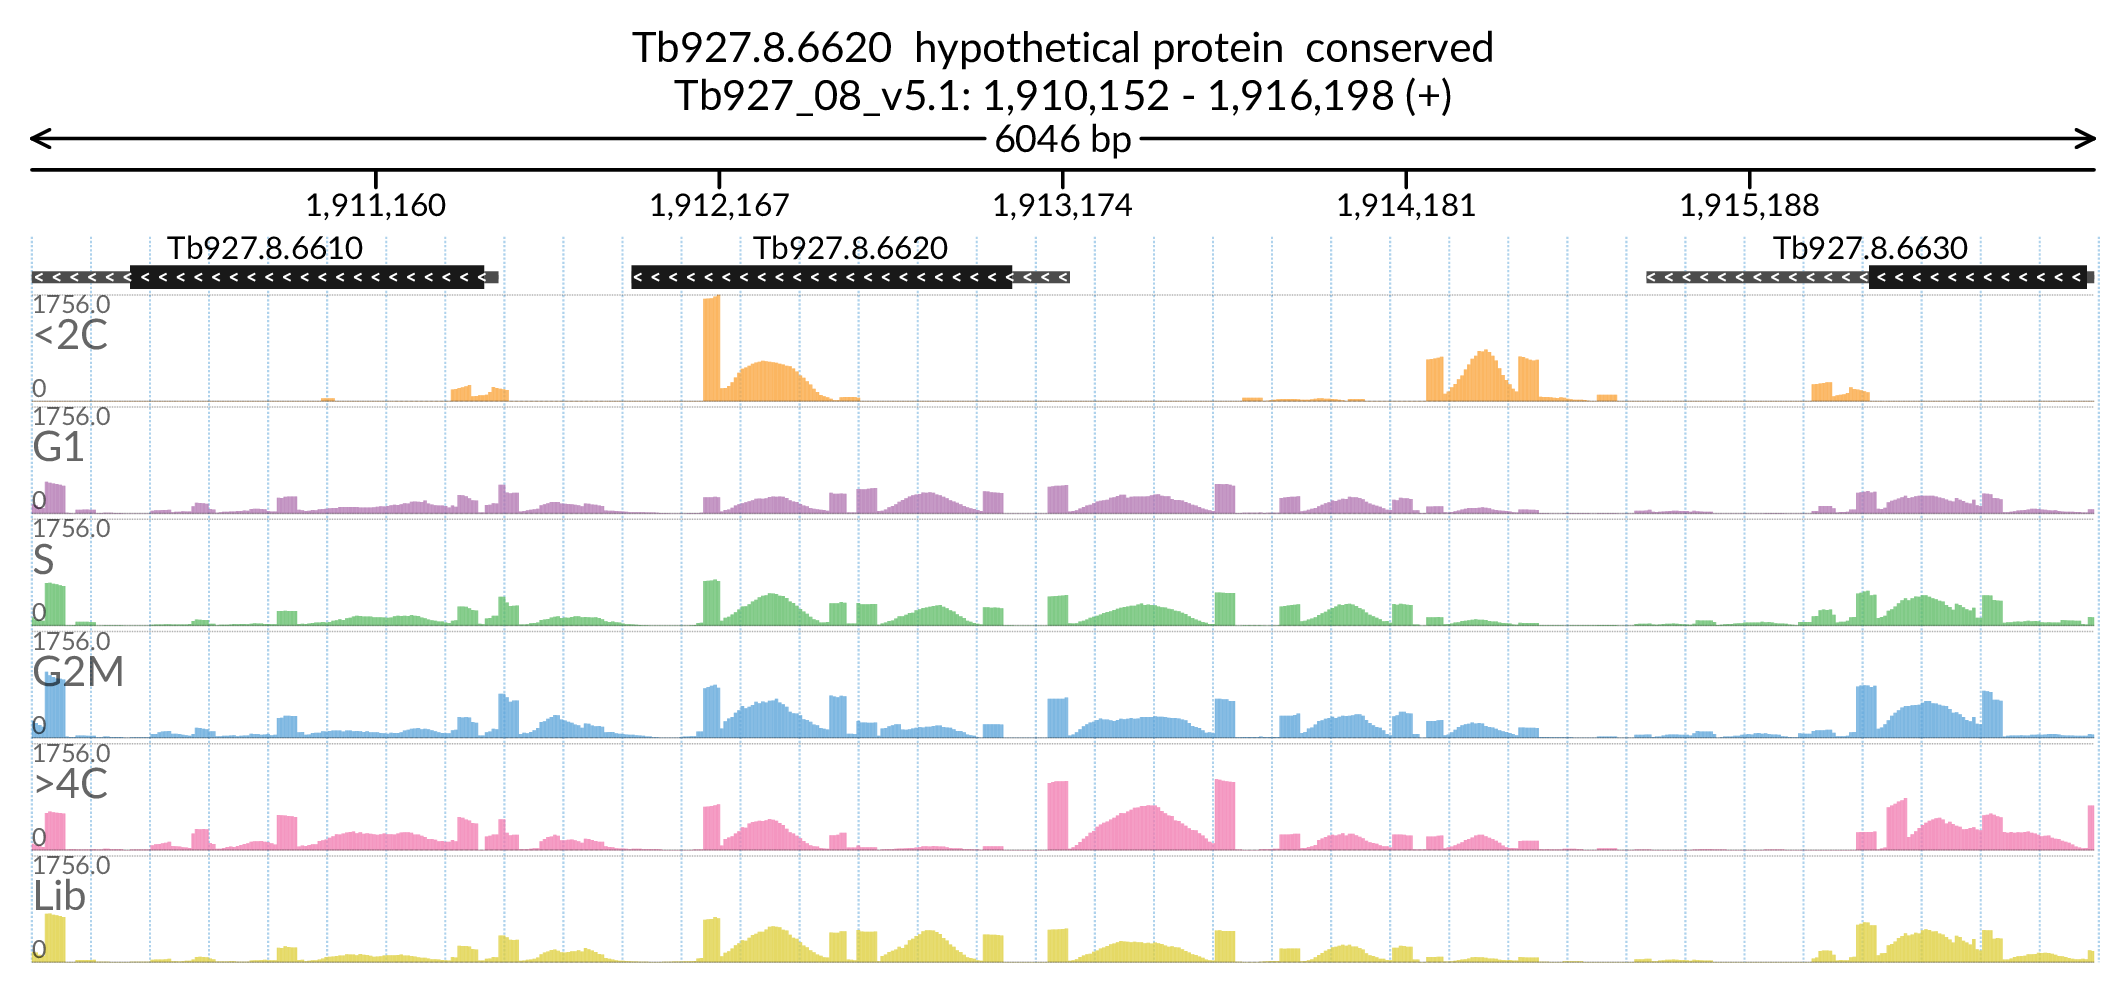 Tb927.8.6620 hypothetical protein conserved
Tb927_08_v5.1: 1,910,152 - 1,916,198 (+)
6046 bp
1,911,160 1,912,167 1,913,174 1,914,181 1,915,188
Tb927.8.6610 Tb927.8.6620 Tb927.8.6630
1756.0
<2C
0
1756.0
G1
0
1756.0
S
0
1756.0
G2M
0
1756.0
>4C
0
1756.0
Lib
0